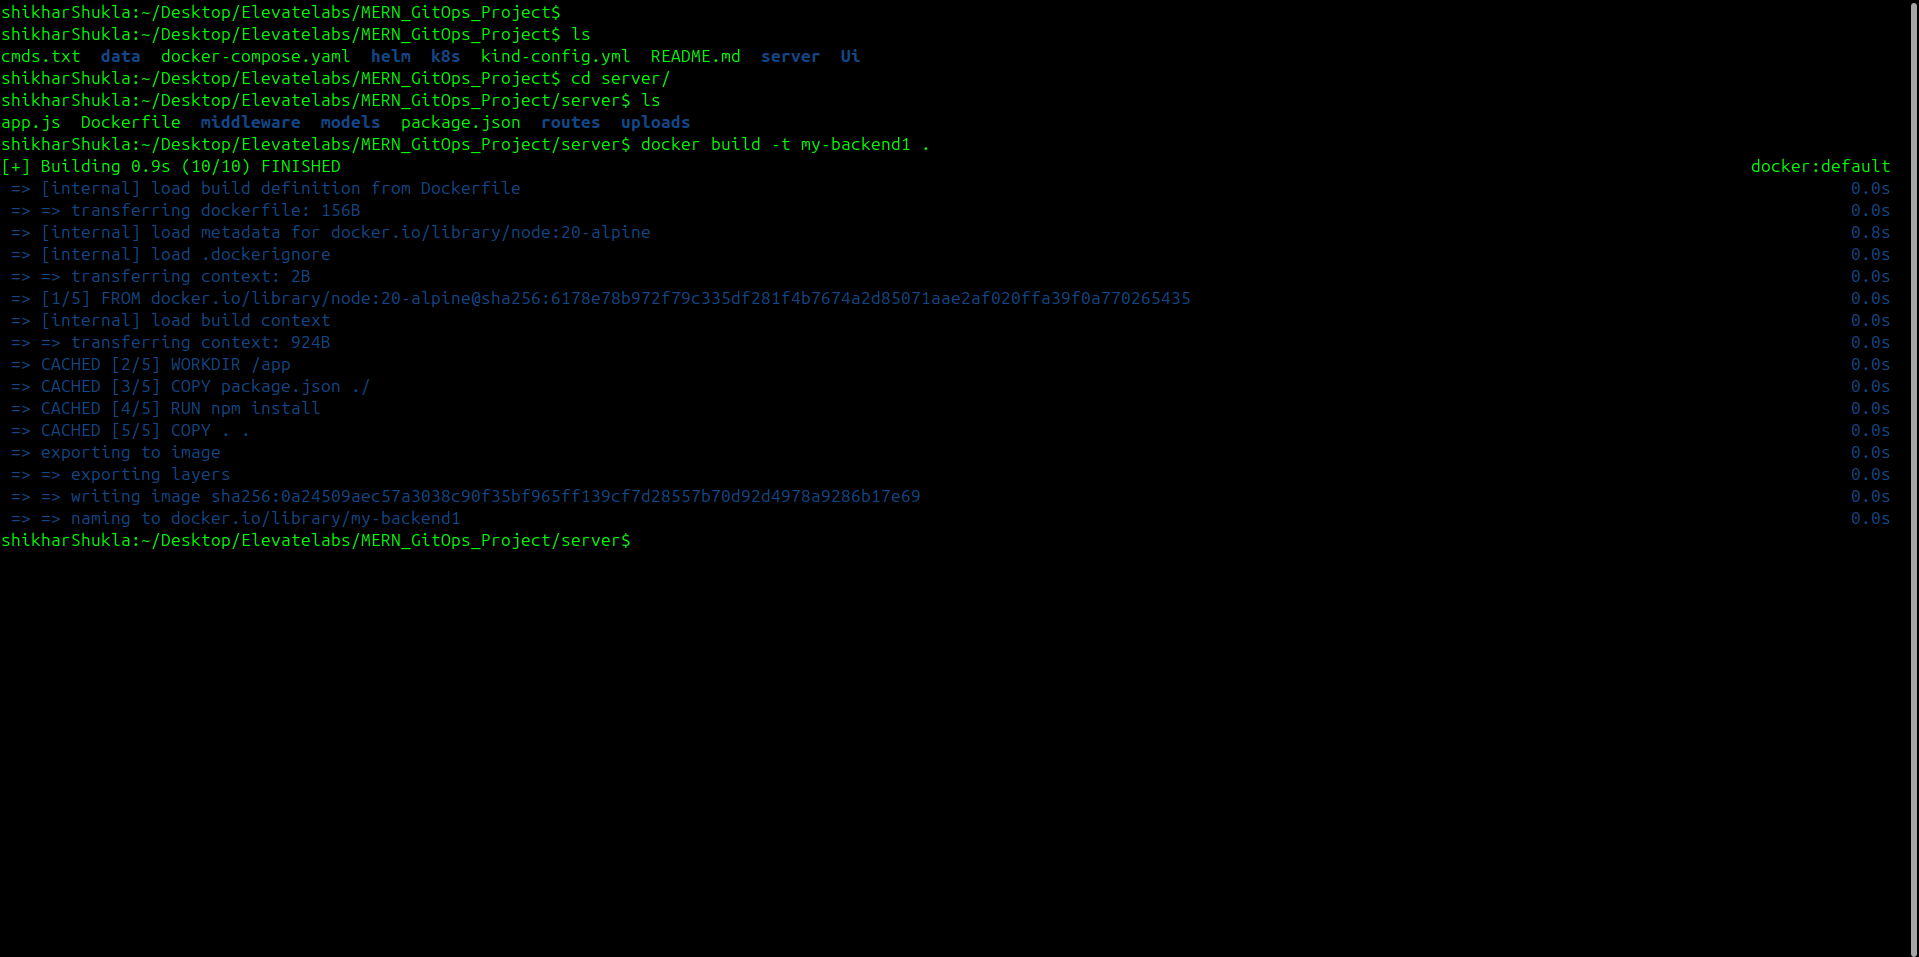 shikharShukla:~/Desktop/Elevatelabs/MERN_GitOps_Project$
shikharShukla:~/Desktop/Elevatelabs/MERN_GitOps_Project$ ls
cmds.txt  data  docker-compose.yaml  helm  k8s  kind-config.yml  README.md  server  Ui
shikharShukla:~/Desktop/Elevatelabs/MERN_GitOps_Project$ cd server/
shikharShukla:~/Desktop/Elevatelabs/MERN_GitOps_Project/server$ ls
app.js  Dockerfile  middleware  models  package.json  routes  uploads
shikharShukla:~/Desktop/Elevatelabs/MERN_GitOps_Project/server$ docker build -t my-backend1 .
[+] Building 0.9s (10/10) FINISHED docker:default
=> [internal] load build definition from Dockerfile 0.0s
=> => transferring dockerfile: 156B 0.0s
=> [internal] load metadata for docker.io/library/node:20-alpine 0.8s
=> [internal] load .dockerignore 0.0s
=> => transferring context: 2B 0.0s
=> [1/5] FROM docker.io/library/node:20-alpine@sha256:6178e78b972f79c335df281f4b7674a2d85071aae2af020ffa39f0a770265435 0.0s
=> [internal] load build context 0.0s
=> => transferring context: 924B 0.0s
=> CACHED [2/5] WORKDIR /app 0.0s
=> CACHED [3/5] COPY package.json ./ 0.0s
=> CACHED [4/5] RUN npm install 0.0s
=> CACHED [5/5] COPY . . 0.0s
=> exporting to image 0.0s
=> => exporting layers 0.0s
=> => writing image sha256:0a24509aec57a3038c90f35bf965ff139cf7d28557b70d92d4978a9286b17e69 0.0s
=> => naming to docker.io/library/my-backend1 0.0s
shikharShukla:~/Desktop/Elevatelabs/MERN_GitOps_Project/server$